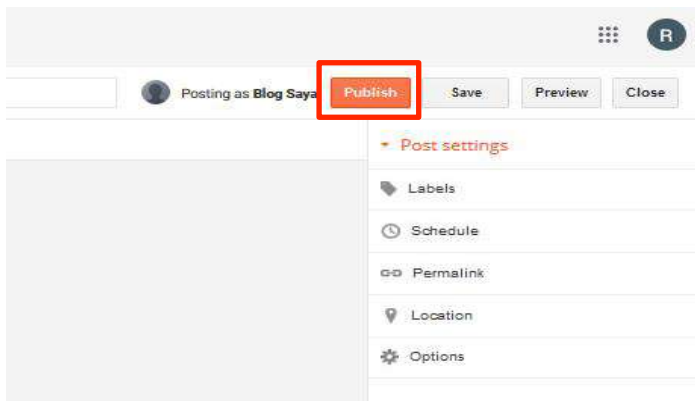 R
Posting as Blog Saya Publish Save Preview Close
Post settings
Labels
Schedule
Permalink
Location
Options